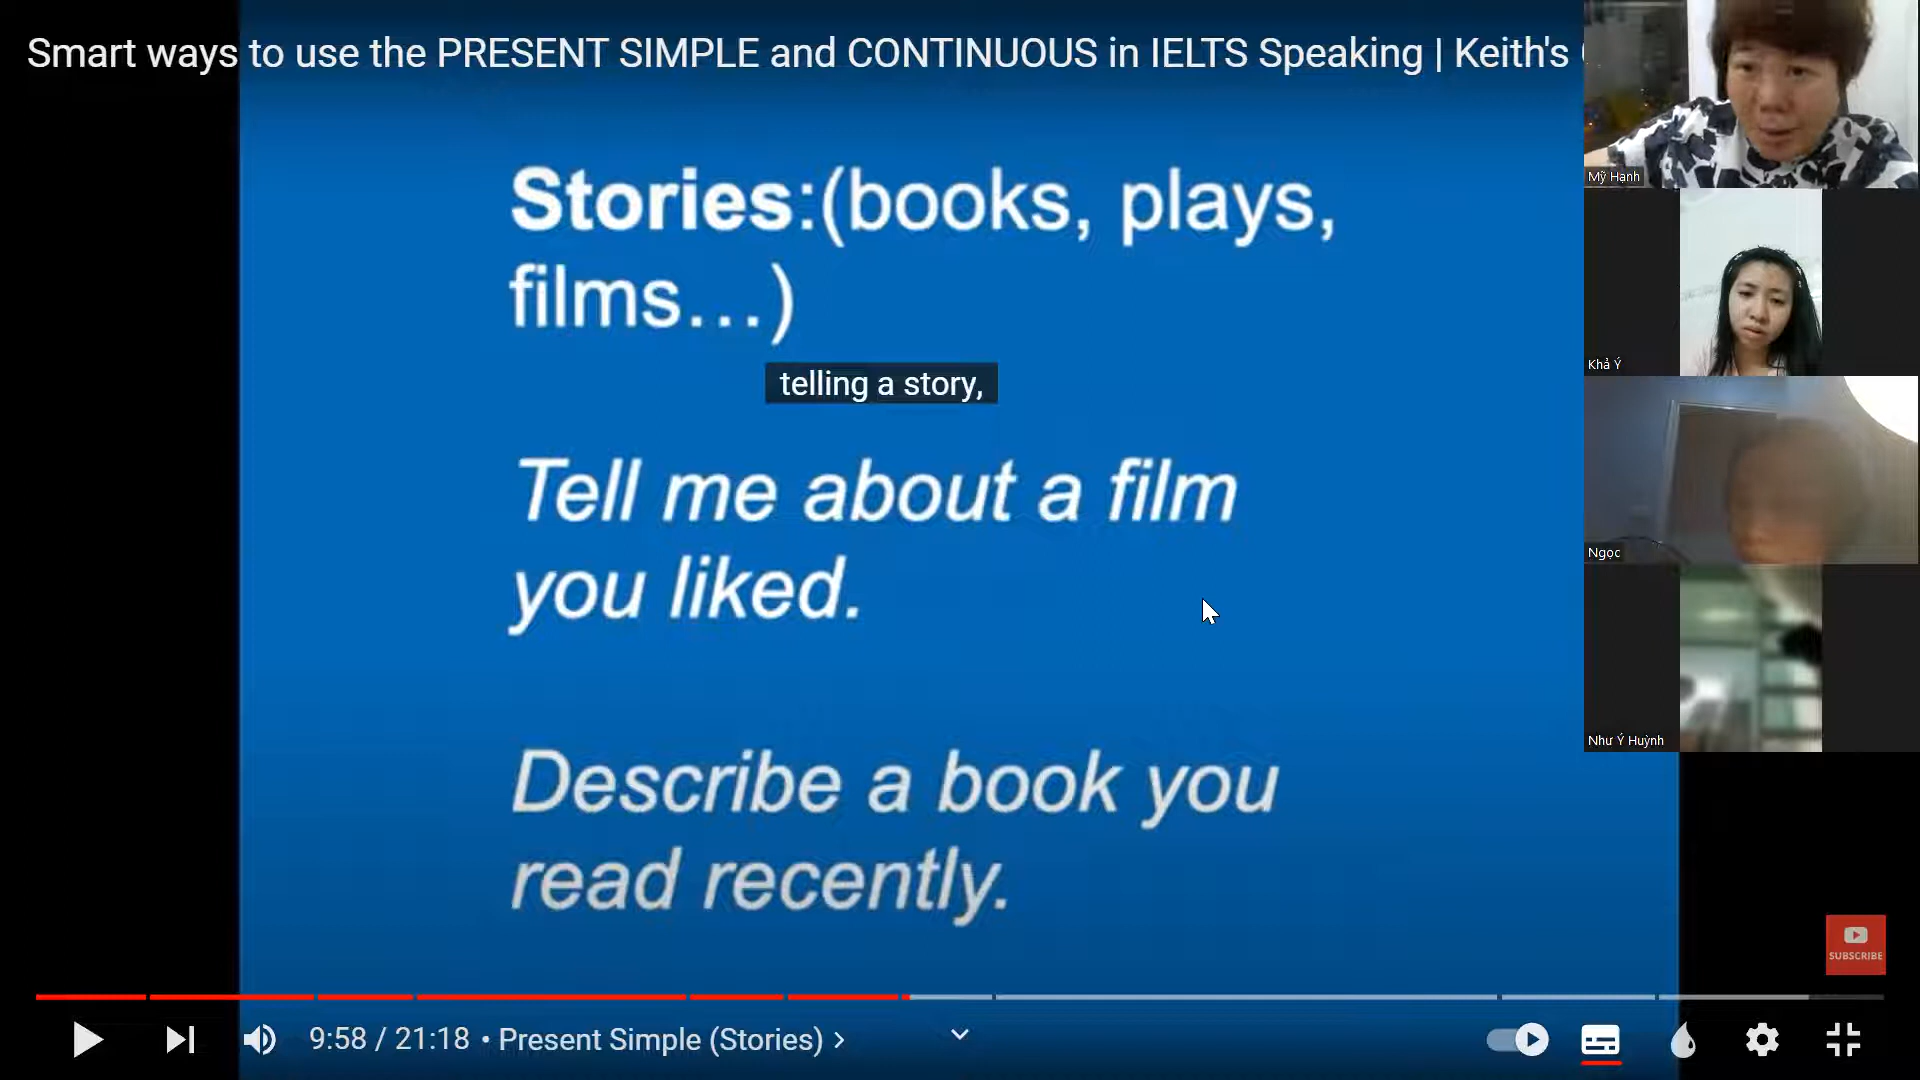 Smart ways to use the PRESENT SIMPLE and CONTINUOUS in IELTS Speaking | Keith's
Mỹ Hạnh
Stories:(books, plays,
films...)
Khả Ý
telling a story,
Tell me about a film
you liked.
Ngọc
Như Ý Huỳnh
Describe a book you
read recently.
SUBSCRIBE
9:58 / 21:18 • Present Simple (Stories)